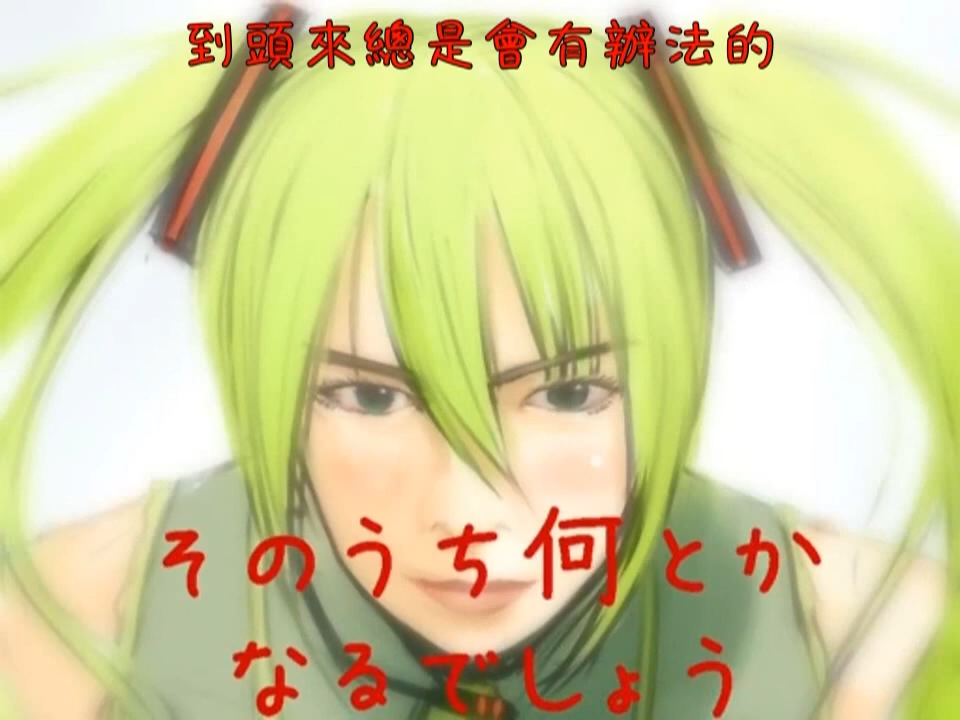 到頭來總是會有辦法的
そのうち何とか
なるでしょう